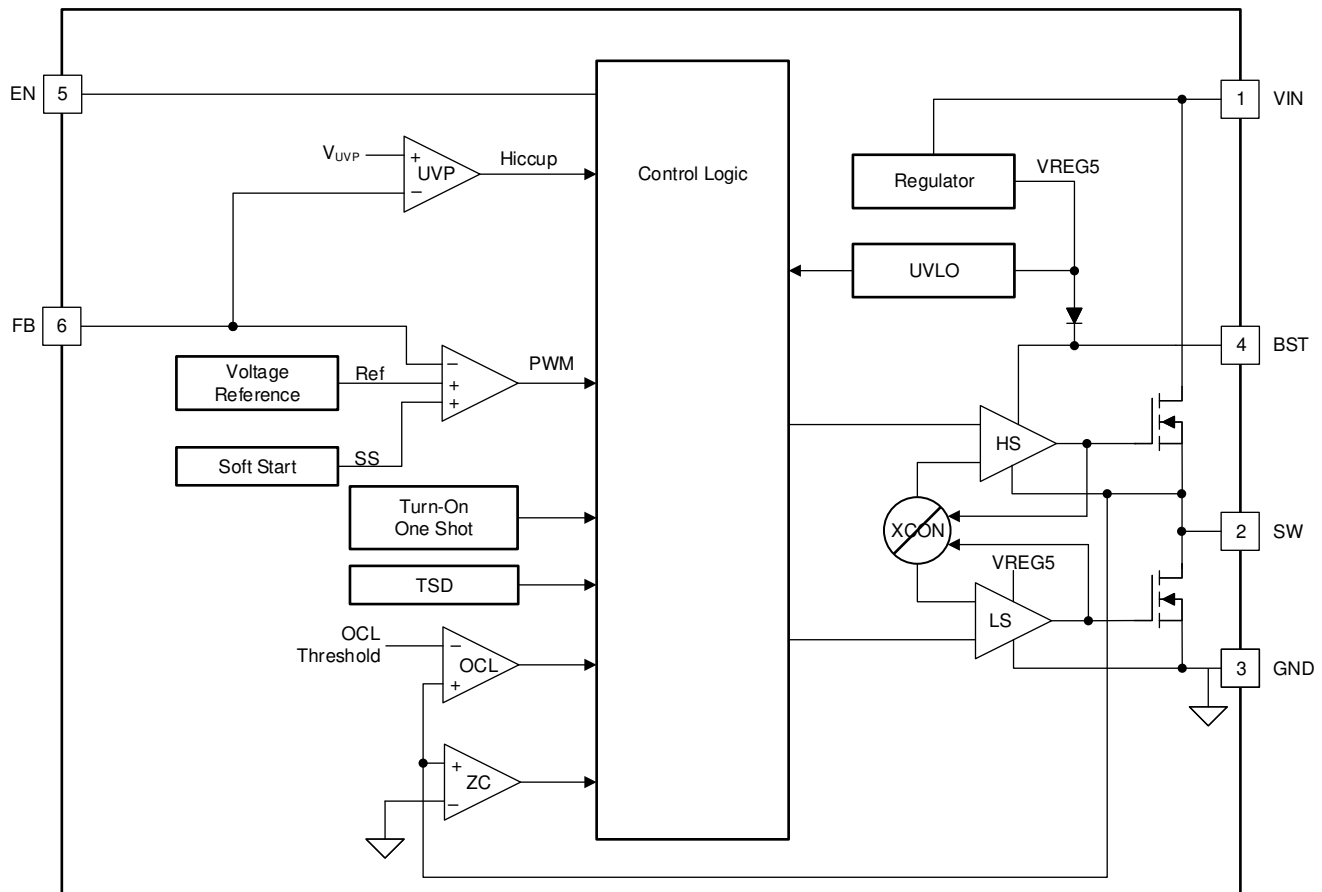 EN 5
1 VIN
V_UVP
+
UVP
−
Hiccup
Control Logic
Regulator
VREG5
UVLO
FB 6
4 BST
Voltage
Reference
Ref
−
+
+
PWM
Soft Start
SS
HS
Turn-On
One Shot
XCON
2 SW
TSD
VREG5
LS
OCL
Threshold
−
OCL
+
3 GND
+
ZC
−